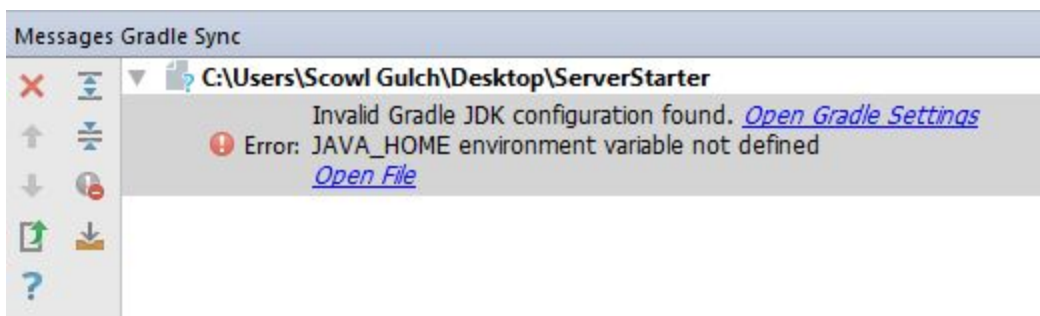 Messages Gradle Sync
C:\Users\Scowl Gulch\Desktop\ServerStarter
Invalid Gradle JDK configuration found. Open Gradle Settings
Error: JAVA_HOME environment variable not defined
Open File